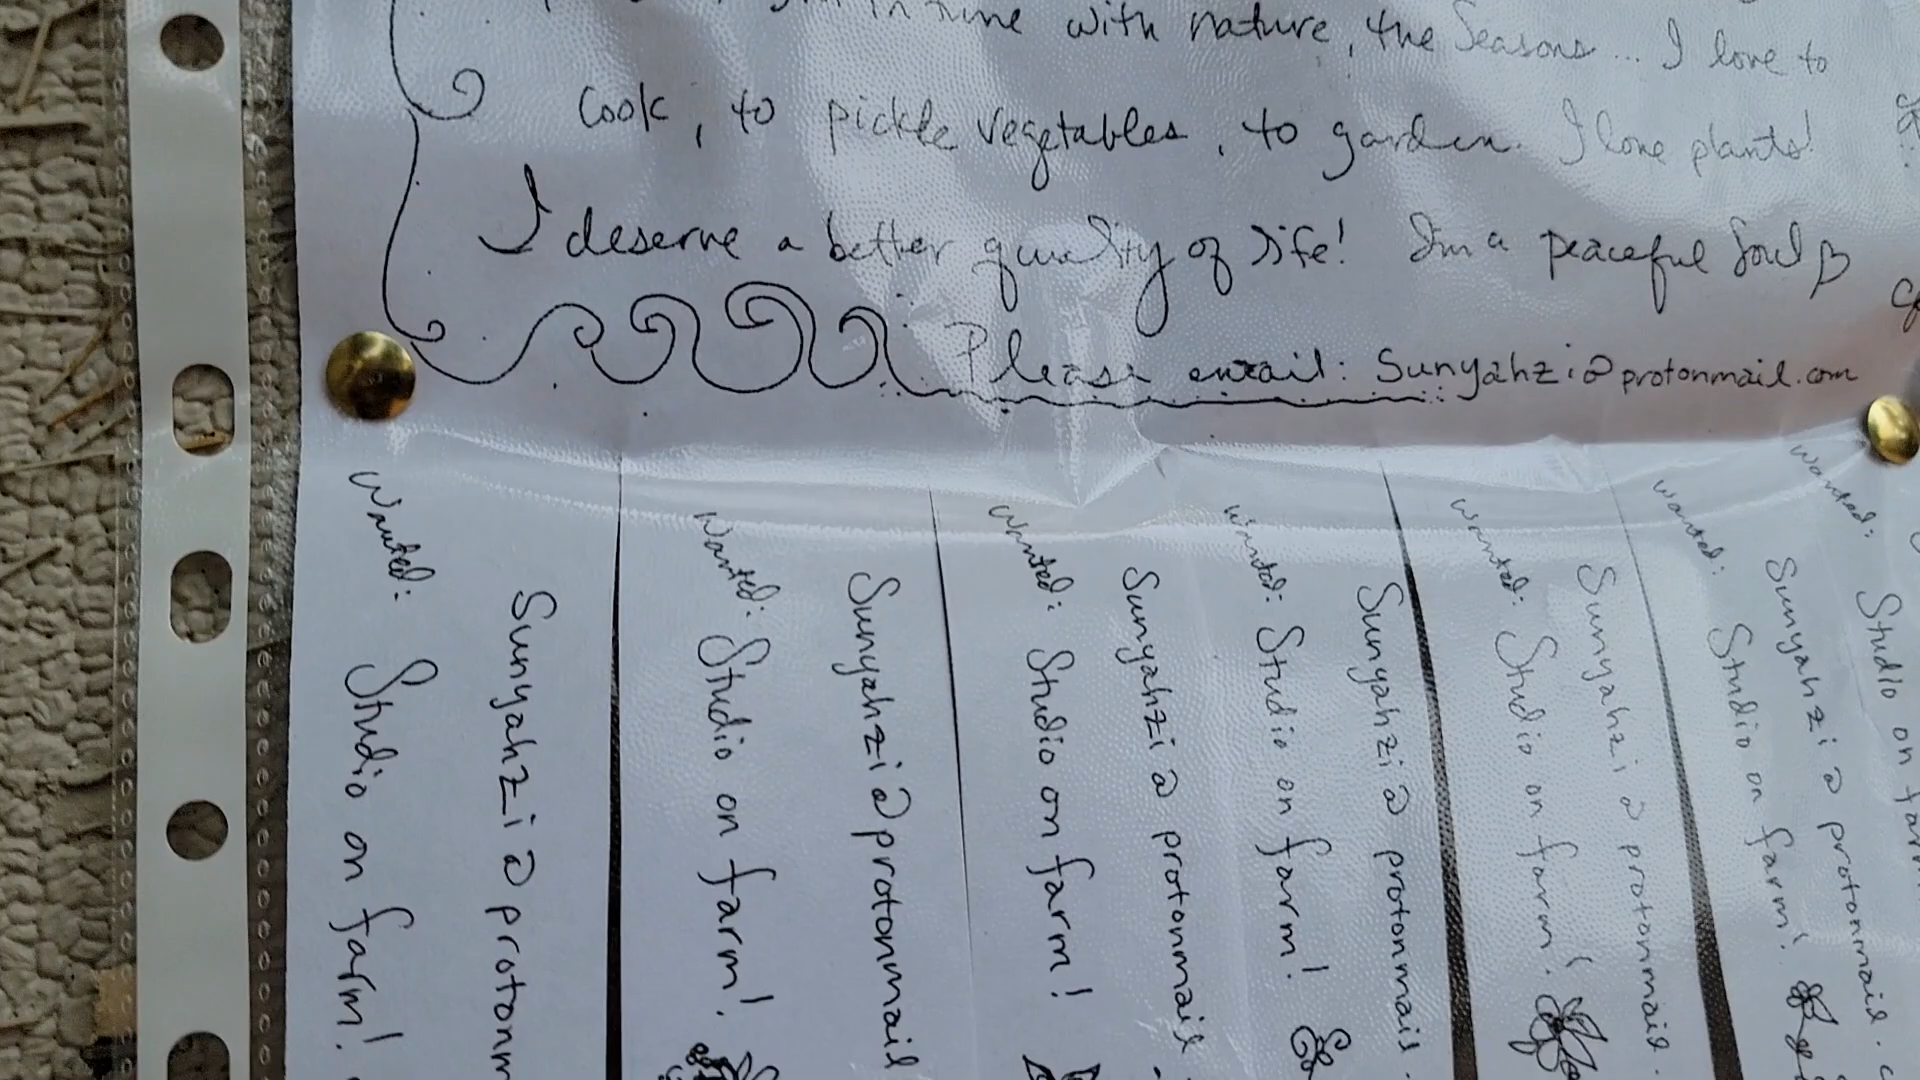 with nature, the Seasons... I love to
Cook, to pickle vegetables, to garden. I love plants!
I deserve a better quality of life! I'm a peaceful Soul
Please email: Sunyahzi@protonmail.com
Wanted: Studio on farm!
Sunyahzi@protonm
Wanted: Studio on farm!
Sunyahzi@protonmail
Wanted: Studio on farm!
Sunyahzi@protonmail.
Wanted: Studio on farm!
Sunyahzi@protonmail.
Wanted: Studio on farm!
Sunyahzi@protonmail.
Wanted: Studio on farm!
Sunyahzi@protonmail.c
Wanted: Studio on farm